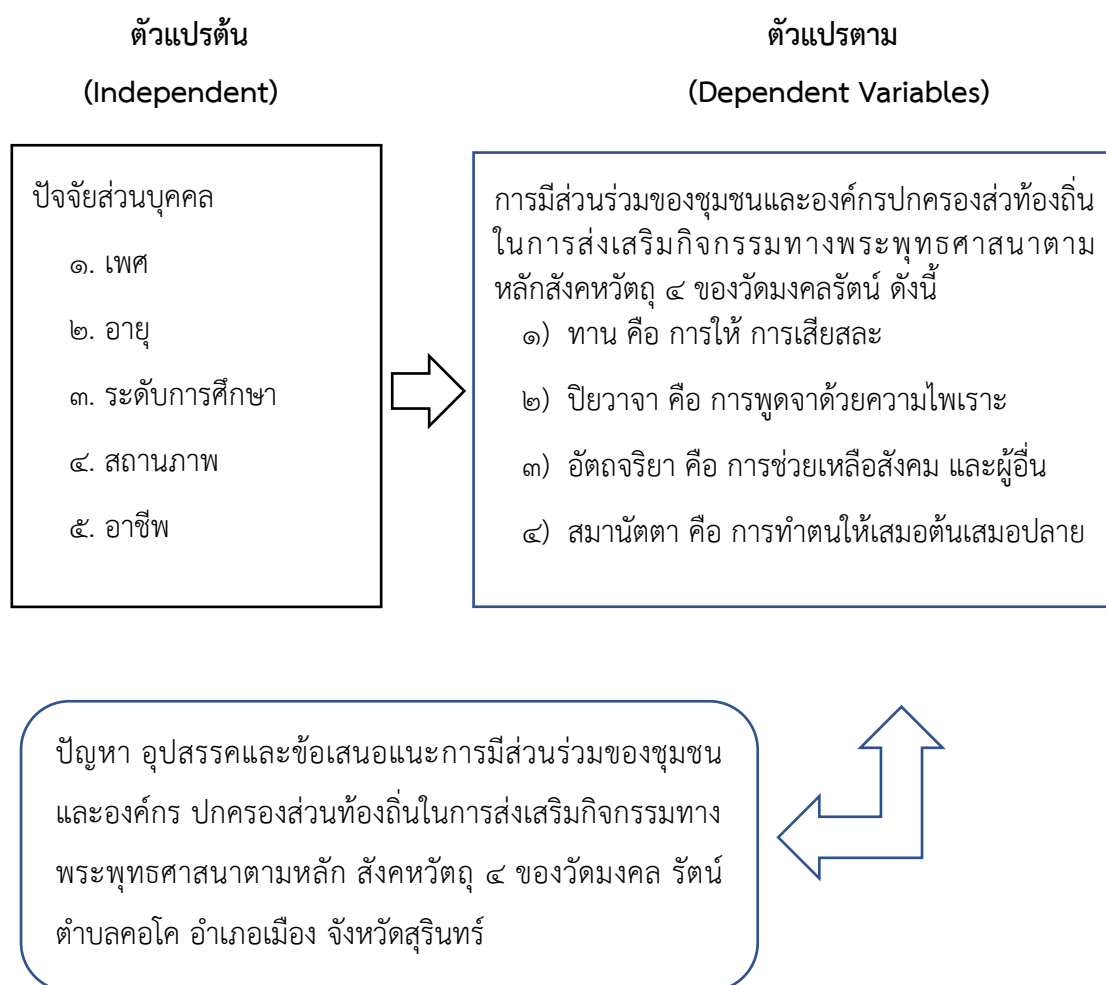 ตัวแปรต้น
(Independent)
ตัวแปรตาม
(Dependent Variables)
ปัจจัยส่วนบุคคล
๑. เพศ
๒. อายุ
๓. ระดับการศึกษา
๔. สถานภาพ
๕. อาชีพ
การมีส่วนร่วมของชุมชนและองค์กรปกครองส่วท้องถิ่น
ในการส่งเสริมกิจกรรมทางพระพุทธศาสนาตาม
หลักสังคหวัตถุ ๔ ของวัดมงคลรัตน์ ดังนี้
๑) ทาน คือ การให้ การเสียสละ
๒) ปิยวาจา คือ การพูดจาด้วยความไพเราะ
๓) อัตถจริยา คือ การช่วยเหลือสังคม และผู้อื่น
๔) สมานัตตา คือ การทำตนให้เสมอต้นเสมอปลาย
ปัญหา อุปสรรคและข้อเสนอแนะการมีส่วนร่วมของชุมชน
และองค์กร ปกครองส่วนท้องถิ่นในการส่งเสริมกิจกรรมทาง
พระพุทธศาสนาตามหลัก สังคหวัตถุ ๔ ของวัดมงคล รัตน์
ตำบลคอโค อำเภอเมือง จังหวัดสุรินทร์